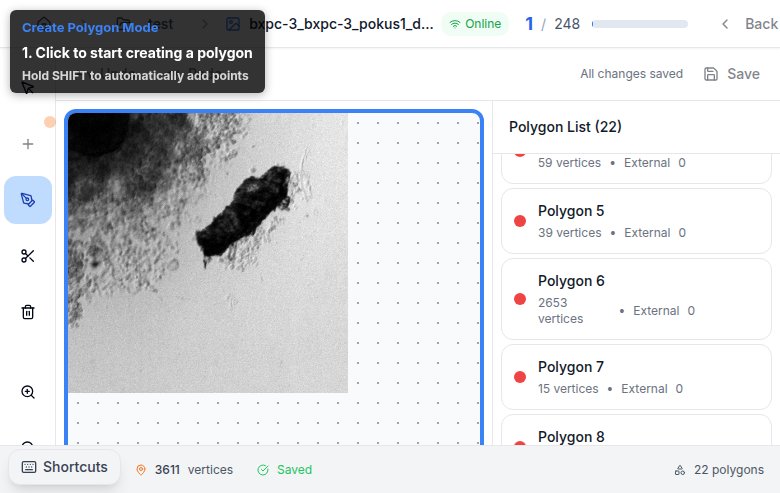 test
bxpc-3_bxpc-3_pokus1_d...
Online
1 / 248
Back
Create Polygon Mode
1. Click to start creating a polygon
Hold SHIFT to automatically add points
All changes saved
Save
Polygon List (22)
59 vertices • External 0
Polygon 5
39 vertices • External 0
Polygon 6
2653 vertices • External 0
Polygon 7
15 vertices • External 0
Polygon 8
Shortcuts
3611 vertices
Saved
22 polygons